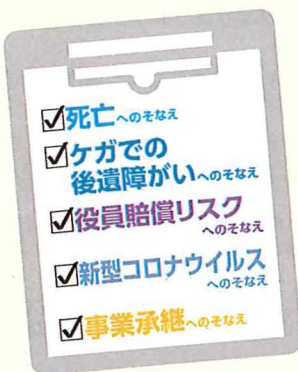 死亡へのそなえ
ケガでの
後遺障がいへのそなえ
役員賠償リスク
へのそなえ
新型コロナウイルス
へのそなえ
事業承継へのそなえ